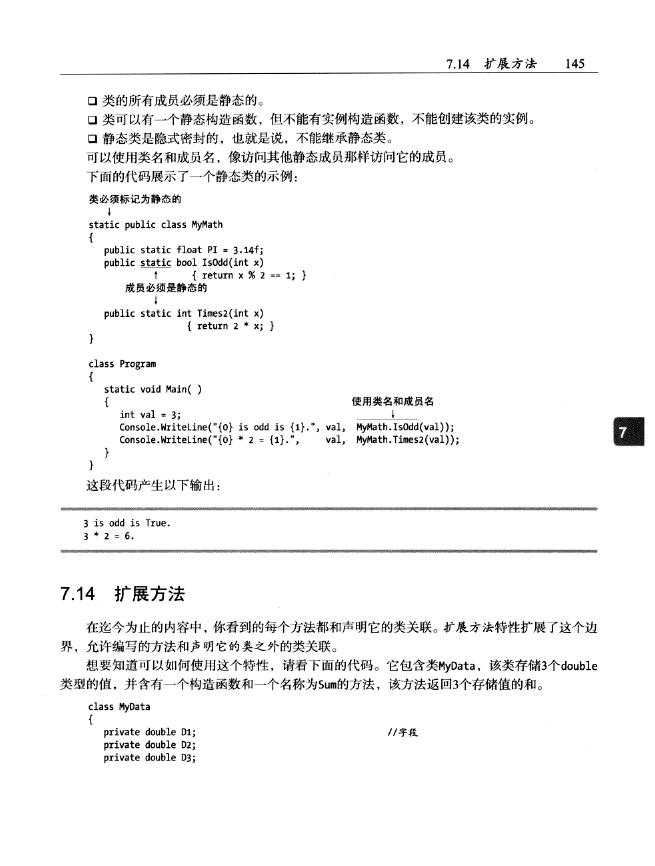 7.14 扩展方法 145
□ 类的所有成员必须是静态的。
□ 类可以有一个静态构造函数，但不能有实例构造函数，不能创建该类的实例。
□ 静态类是隐式密封的，也就是说，不能继承静态类。
可以使用类名和成员名，像访问其他静态成员那样访问它的成员。
下面的代码展示了一个静态类的示例：
类必须标记为静态的
↓
static public class MyMath
{
public static float PI = 3.14f;
public static bool IsOdd(int x)
↑ { return x % 2 == 1; }
成员必须是静态的
↓
public static int Times2(int x)
{ return 2 * x; }
}
class Program
{
static void Main( )
{ 使用类名和成员名
int val = 3; ↓
Console.WriteLine("{0} is odd is {1}.", val, MyMath.IsOdd(val));
Console.WriteLine("{0} * 2 = {1}.", val, MyMath.Times2(val));
7
}
}
这段代码产生以下输出：
3 is odd is True.
3 * 2 = 6.
7.14 扩展方法
在迄今为止的内容中，你看到的每个方法都和声明它的类关联。扩展方法特性扩展了这个边
界，允许编写的方法和声明它的类之外的类关联。
想要知道可以如何使用这个特性，请看下面的代码。它包含类MyData，该类存储3个double
类型的值，并含有一个构造函数和一个名称为Sum的方法，该方法返回3个存储值的和。
class MyData
{
private double D1; //字段
private double D2;
private double D3;